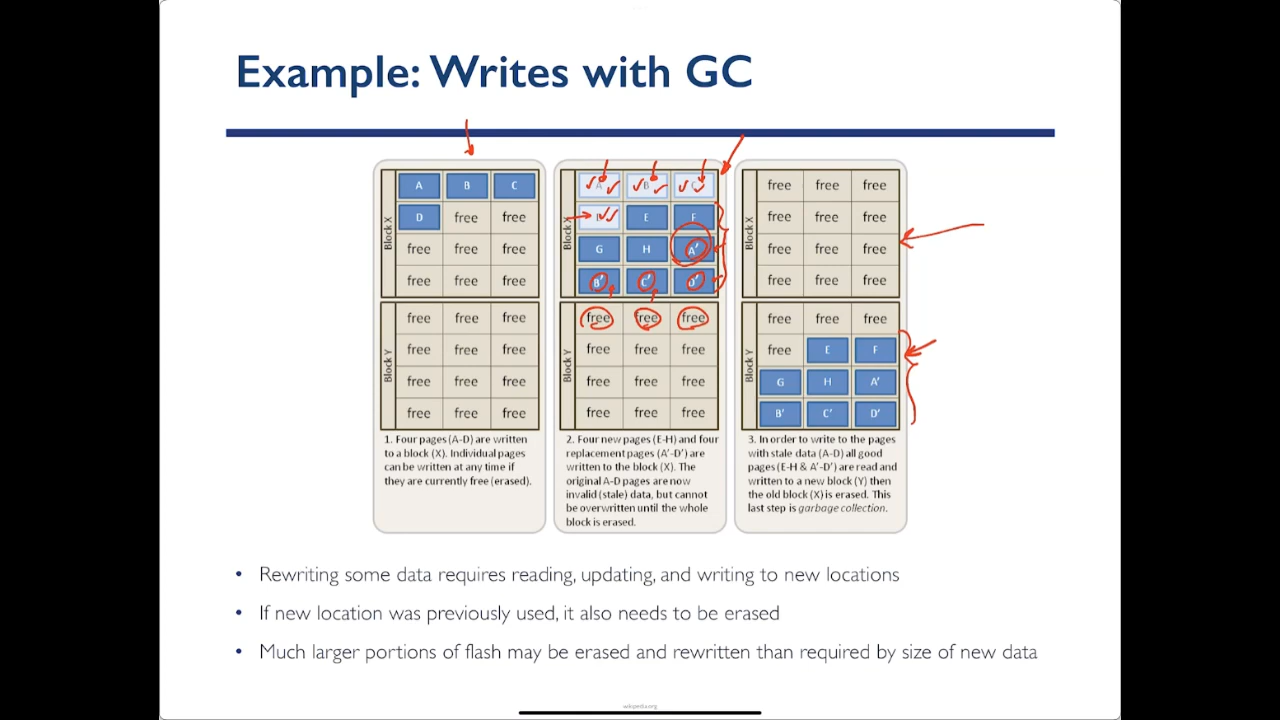 Example: Writes with GC
Block X
A B C
D free free
free free free
free free free
Block Y
free free free
free free free
free free free
free free free
1. Four pages (A-D) are written
to a block (X). Individual pages
can be written at any time if
they are currently free (erased).
Block X
A B C
D E F
G H A'
B' C' D'
Block Y
free free free
free free free
free free free
free free free
2. Four new pages (E-H) and four
replacement pages (A'-D') are
written to the block (X). The
original A-D pages are now
invalid (stale) data, but cannot
be overwritten until the whole
block is erased.
Block X
free free free
free free free
free free free
free free free
Block Y
free free free
free E F
G H A'
B' C' D'
3. In order to write to the pages
with stale data (A-D) all good
pages (E-H & A'-D') are read and
written to a new block (Y) then
the old block (X) is erased. This
last step is garbage collection.
• Rewriting some data requires reading, updating, and writing to new locations
• If new location was previously used, it also needs to be erased
• Much larger portions of flash may be erased and rewritten than required by size of new data
wikipedia.org